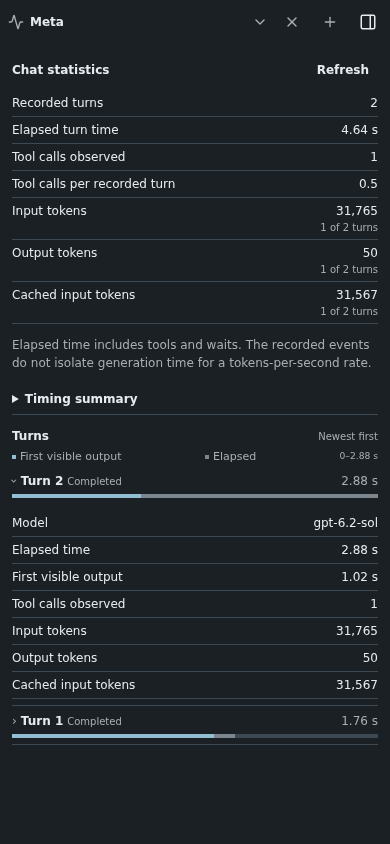 Meta
Chat statistics Refresh
Recorded turns 2
Elapsed turn time 4.64 s
Tool calls observed 1
Tool calls per recorded turn 0.5
Input tokens 31,765
1 of 2 turns
Output tokens 50
1 of 2 turns
Cached input tokens 31,567
1 of 2 turns
Elapsed time includes tools and waits. The recorded events
do not isolate generation time for a tokens-per-second rate.
Timing summary
Turns Newest first
First visible output Elapsed 0–2.88 s
Turn 2 Completed 2.88 s
Model gpt-6.2-sol
Elapsed time 2.88 s
First visible output 1.02 s
Tool calls observed 1
Input tokens 31,765
Output tokens 50
Cached input tokens 31,567
Turn 1 Completed 1.76 s